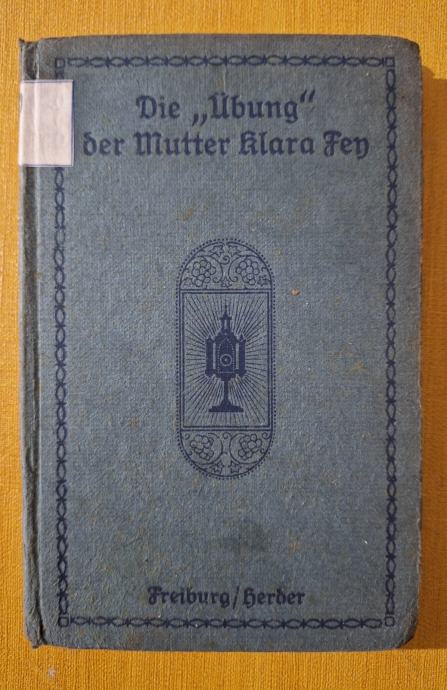 Die „Übung“
der Mutter Klara Fey
Freiburg/Herder